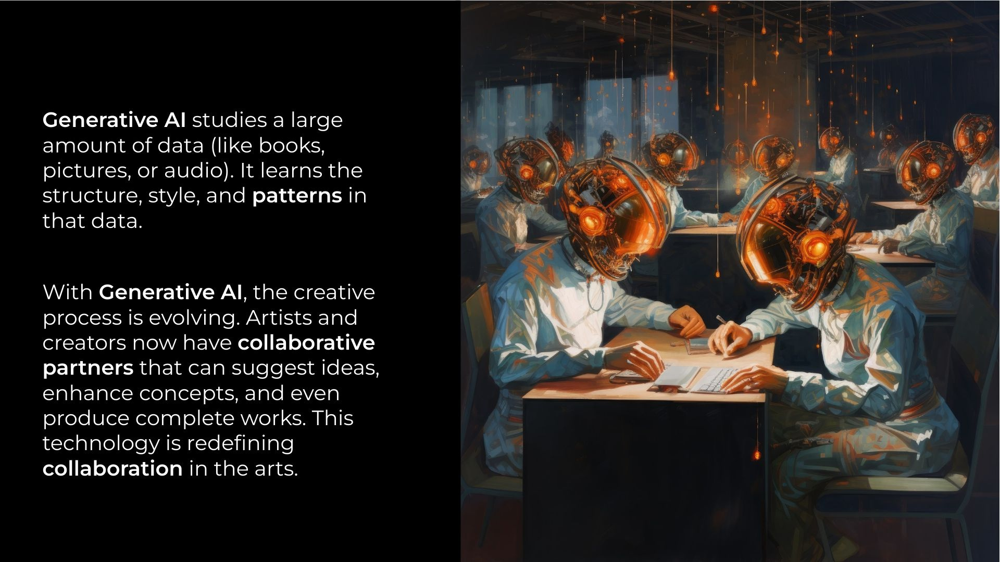 Generative AI studies a large
amount of data (like books,
pictures, or audio). It learns the
structure, style, and patterns in
that data.
With Generative AI, the creative
process is evolving. Artists and
creators now have collaborative
partners that can suggest ideas,
enhance concepts, and even
produce complete works. This
technology is redefining
collaboration in the arts.